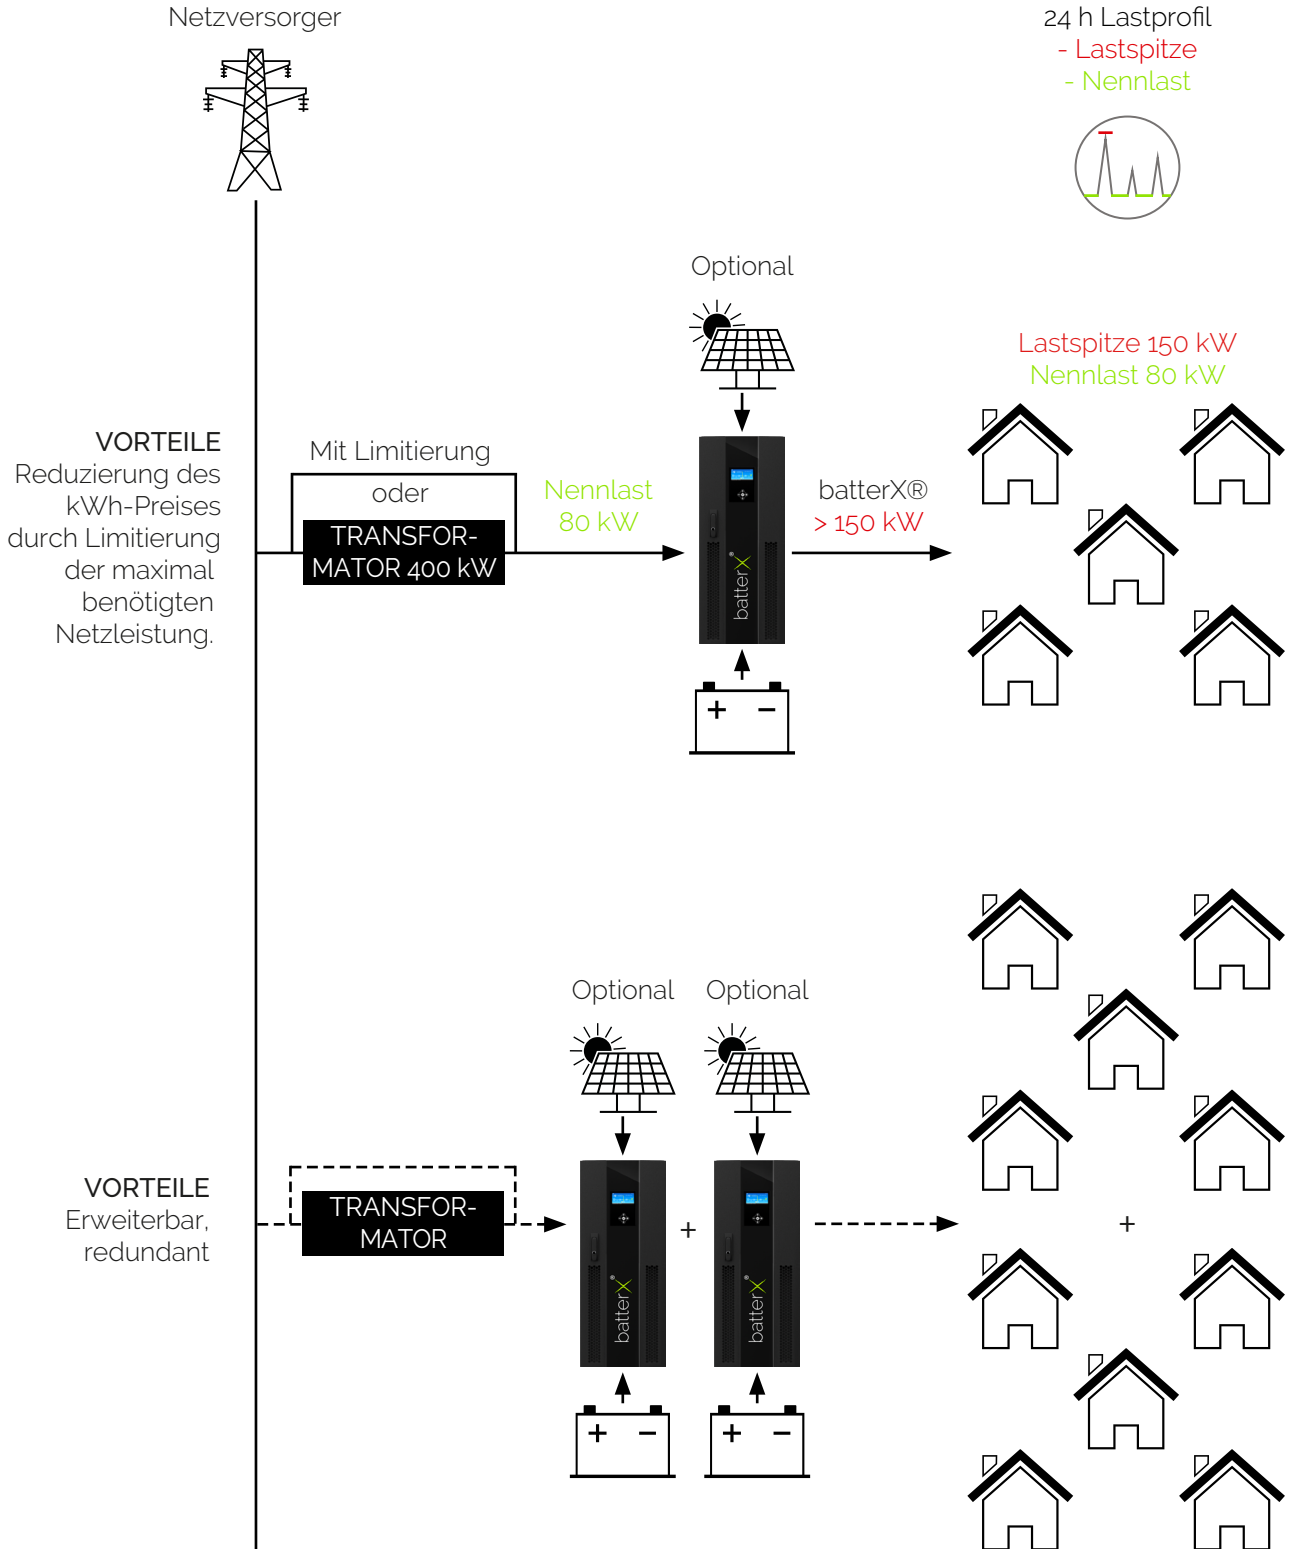 Netzversorger
24 h Lastprofil
- Lastspitze
- Nennlast
Optional
Lastspitze 150 kW
Nennlast 80 kW
VORTEILE
Reduzierung des
kWh-Preises
durch Limitierung
der maximal
benötigten
Netzleistung.
Mit Limitierung
oder
TRANSFOR-
MATOR 400 kW
Nennlast
80 kW
batterX®
batterX®
> 150 kW
+ −
Optional
Optional
VORTEILE
Erweiterbar,
redundant
TRANSFOR-
MATOR
batterX®
+
batterX®
+
+ −
+ −